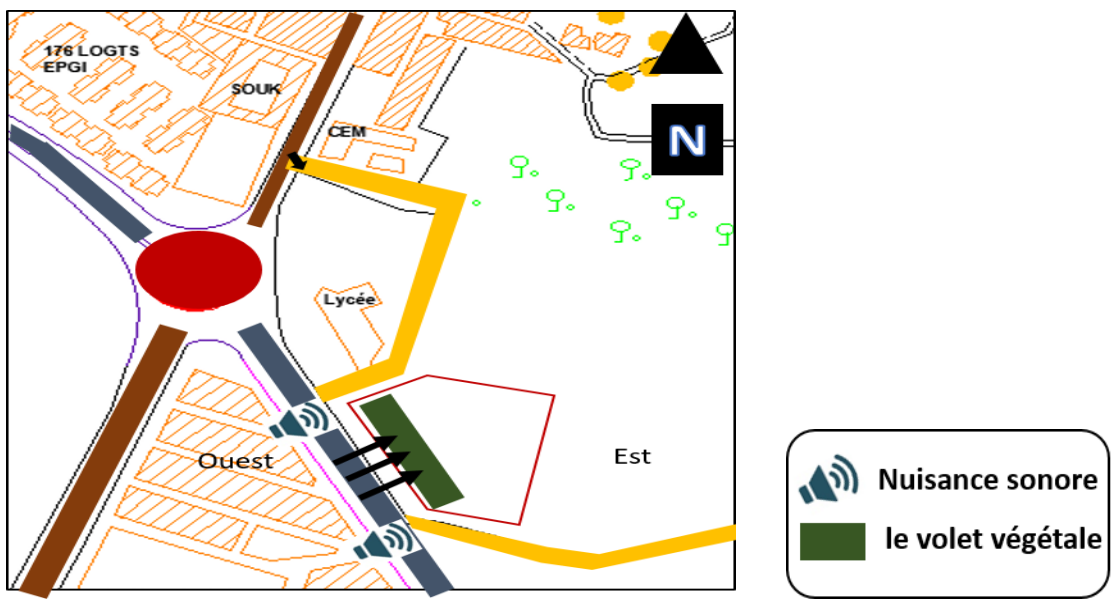 176 LOGTS
EPGI
SOUK
CEM
N
Lycée
Ouest
Est
Nuisance sonore
le volet végétale